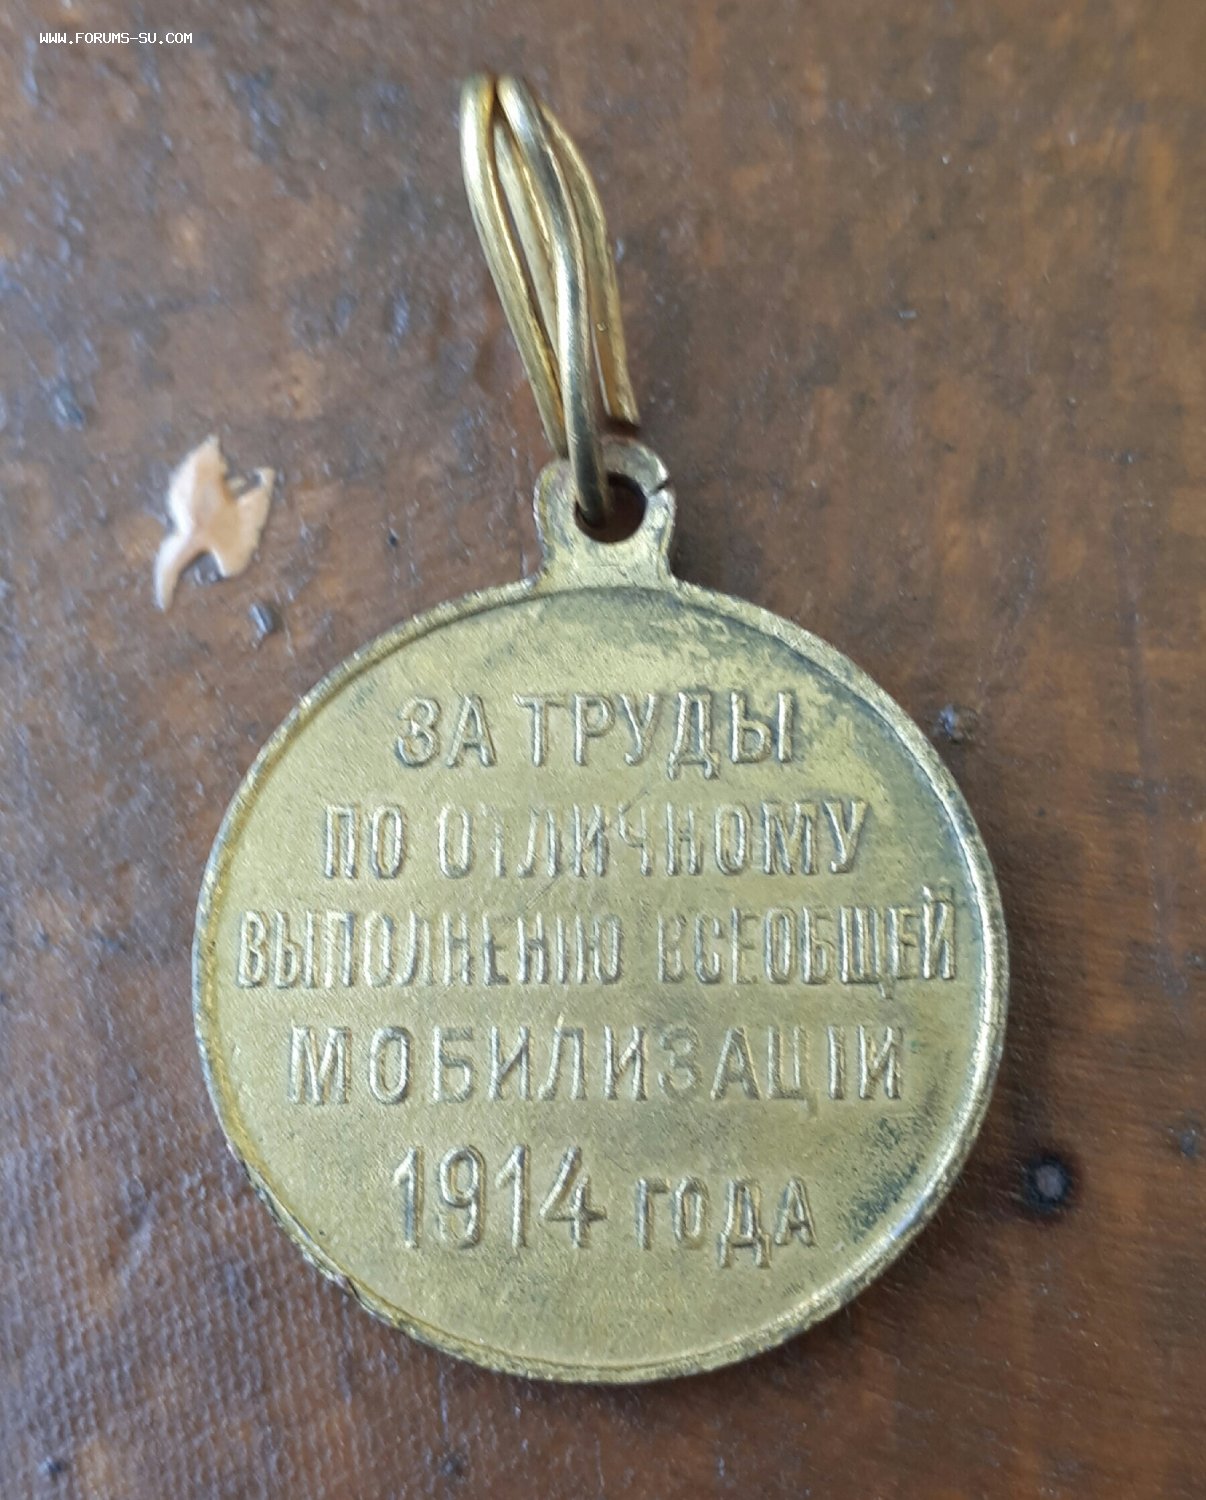 WWW.FORUMS-SU.COM
ЗА ТРУДЫ
ПО ОТЛИЧНОМУ
ВЫПОЛНЕНІЮ ВСЕОБЩЕЙ
МОБИЛИЗАЦІИ
1914 ГОДА